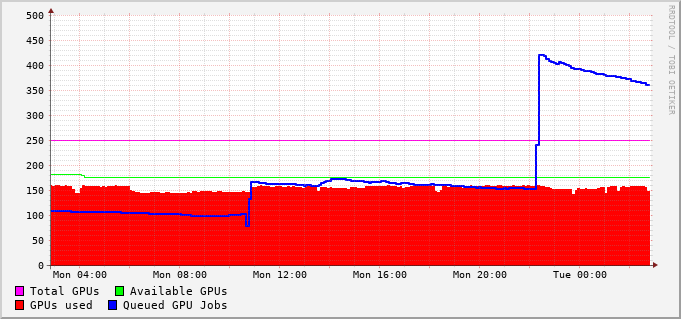 500
450
400
350
300
250
200
150
100
50
0
Mon 04:00 Mon 08:00 Mon 12:00 Mon 16:00 Mon 20:00 Tue 00:00
Total GPUs Available GPUs
GPUs used Queued GPU Jobs
RRDTOOL / TOBI OETIKER